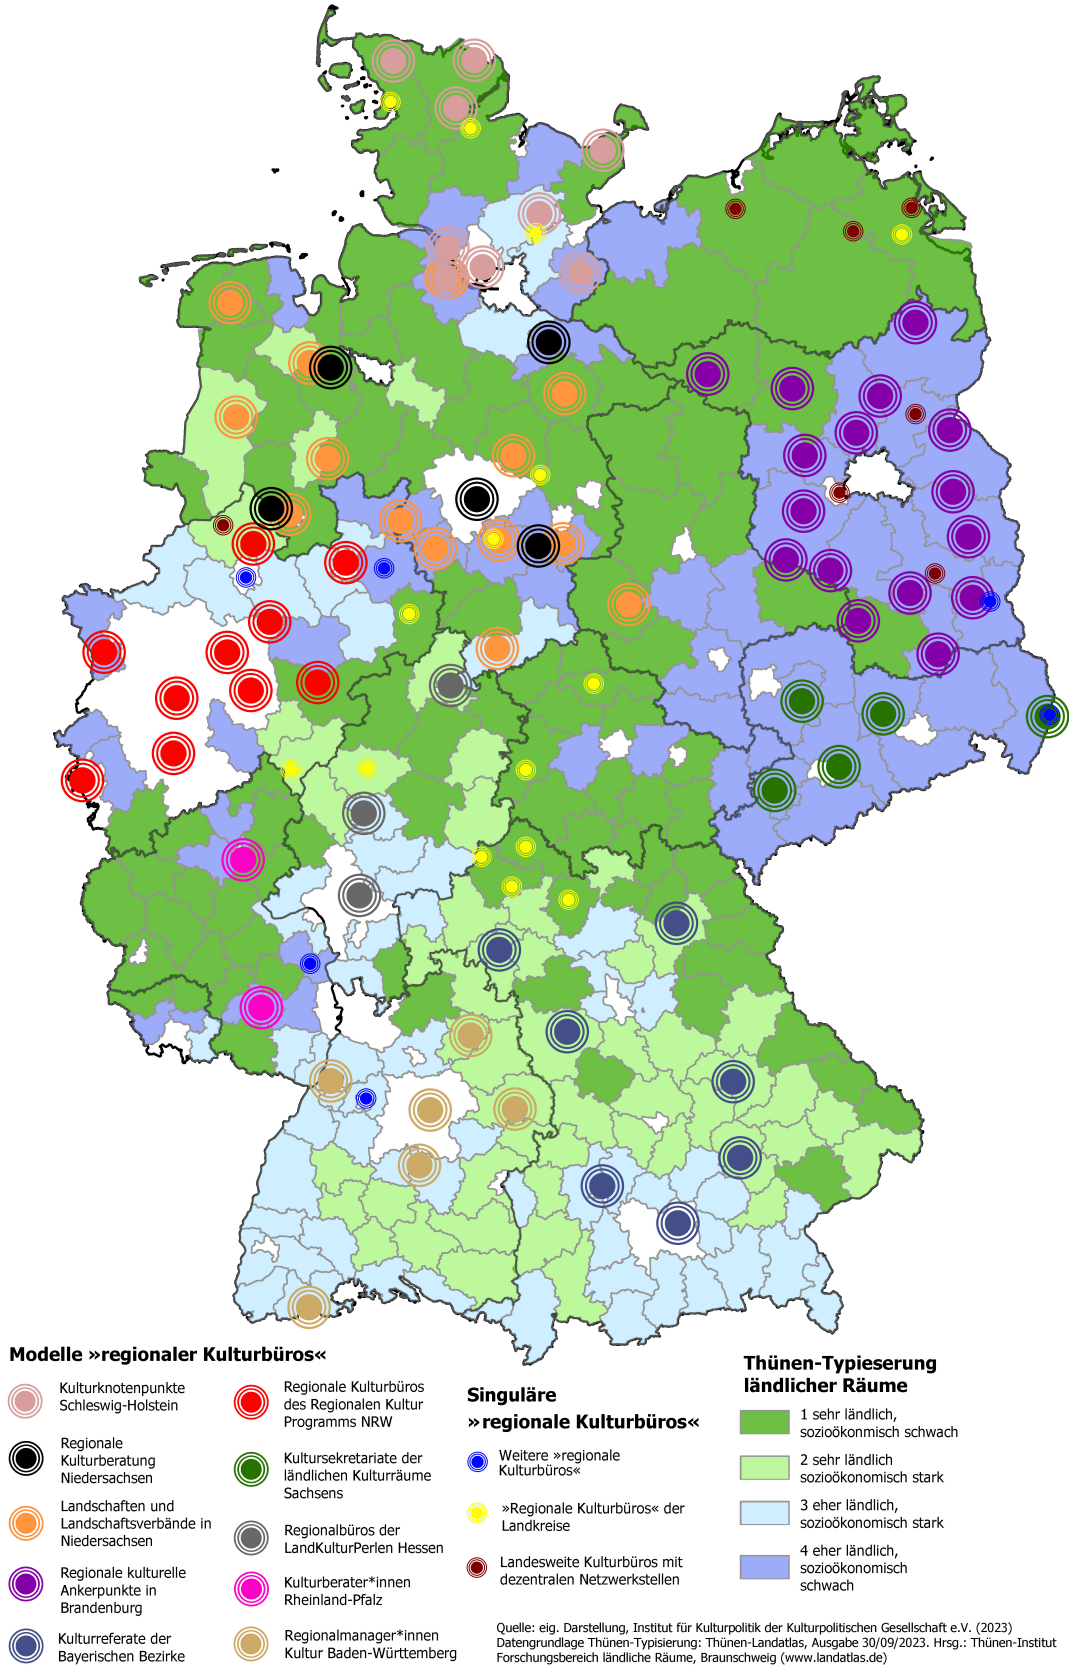 Modelle »regionaler Kulturbüros«
Kulturknotenpunkte
Schleswig-Holstein
Regionale
Kulturberatung
Niedersachsen
Landschaften und
Landschaftsverbände in
Niedersachsen
Regionale kulturelle
Ankerpunkte in
Brandenburg
Kulturreferate der
Bayerischen Bezirke
Regionale Kulturbüros
des Regionalen Kultur
Programms NRW
Kultursekretariate der
ländlichen Kulturräume
Sachsens
Regionalbüros der
LandKulturPerlen Hessen
Kulturberater*innen
Rheinland-Pfalz
Regionalmanager*innen
Kultur Baden-Württemberg
Singuläre
»regionale Kulturbüros«
Weitere »regionale
Kulturbüros«
»Regionale Kulturbüros« der
Landkreise
Landesweite Kulturbüros mit
dezentralen Netzwerkstellen
Thünen-Typieserung
ländlicher Räume
1 sehr ländlich,
sozioökonmisch schwach
2 sehr ländlich
sozioökonomisch stark
3 eher ländlich,
sozioökonomisch stark
4 eher ländlich,
sozioökonomisch
schwach
Quelle: eig. Darstellung, Institut für Kulturpolitik der Kulturpolitischen Gesellschaft e.V. (2023)
Datengrundlage Thünen-Typisierung: Thünen-Landatlas, Ausgabe 30/09/2023. Hrsg.: Thünen-Institut
Forschungsbereich ländliche Räume, Braunschweig (www.landatlas.de)